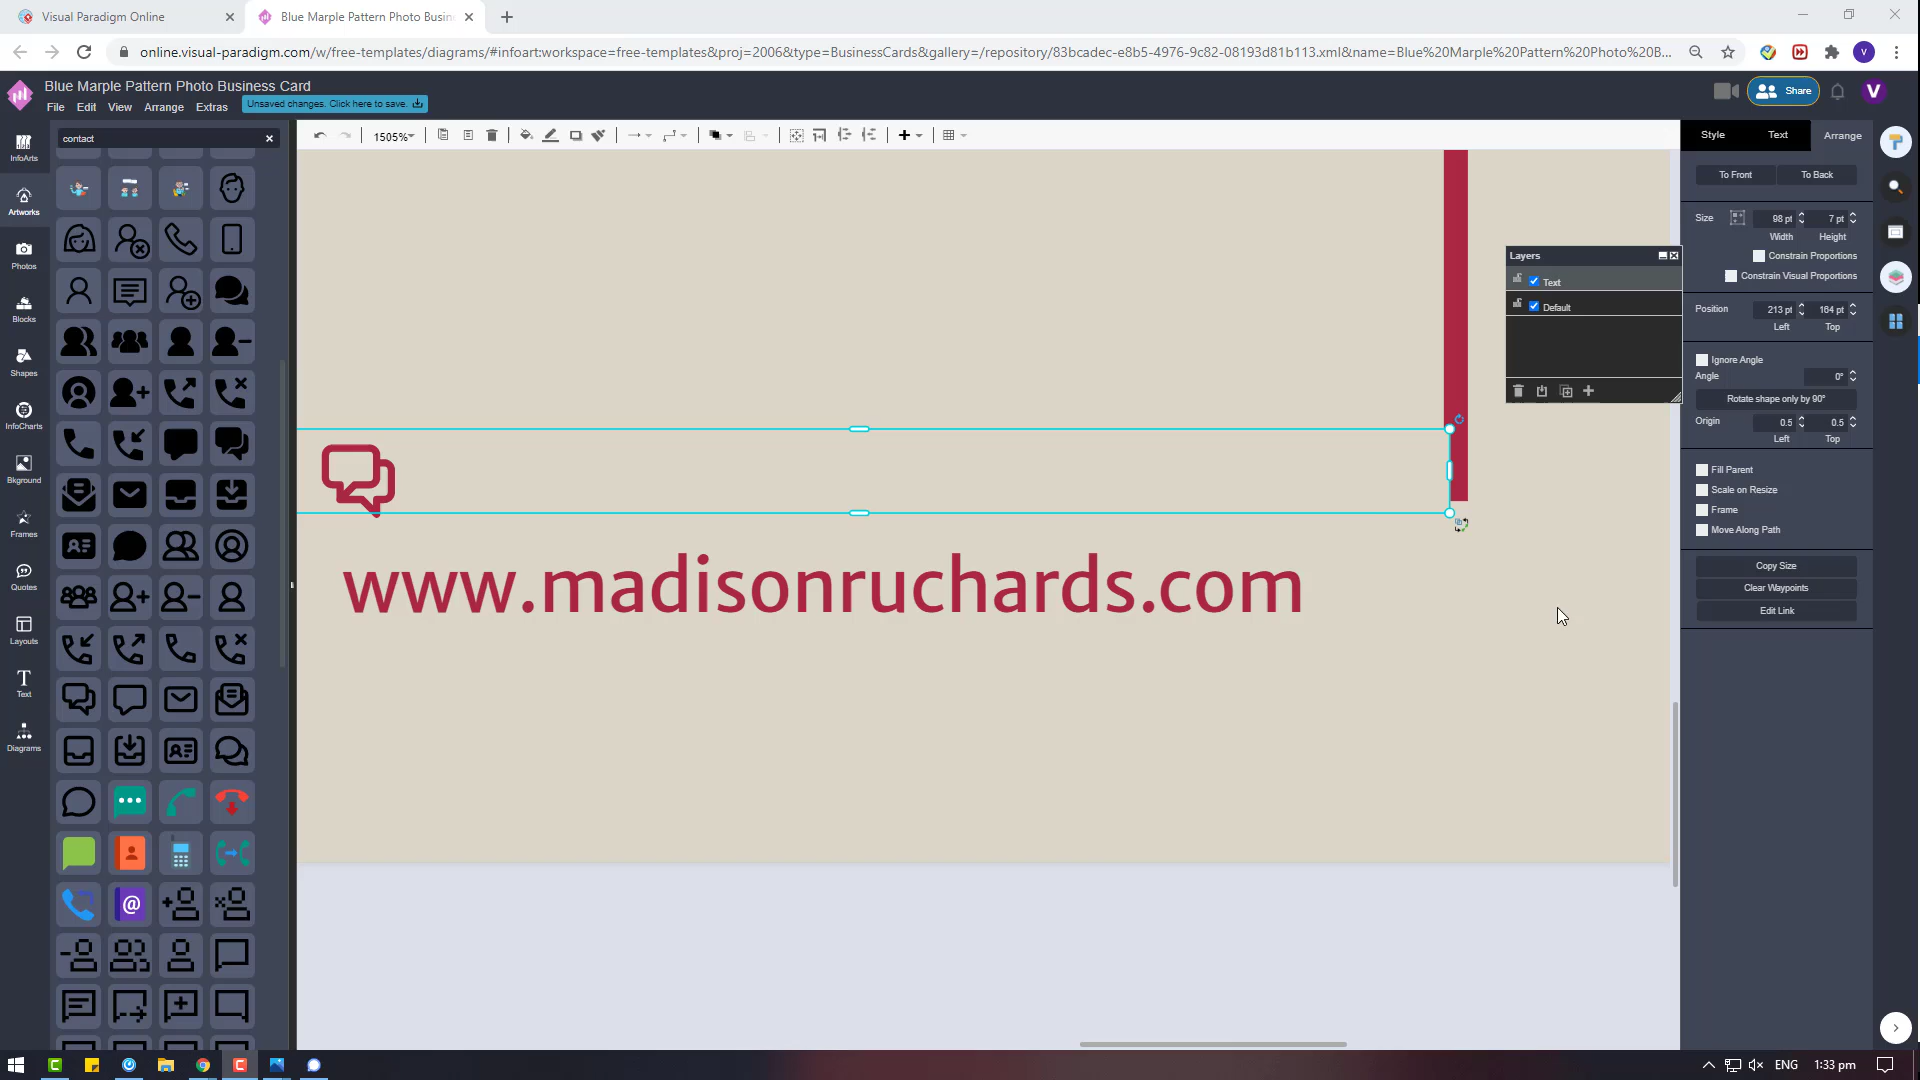 Visual Paradigm Online
Blue Marple Pattern Photo Busin
online.visual-paradigm.com/w/free-templates/diagrams/#infoart:workspace=free-templates&proj=2006&type=BusinessCards&gallery=/repository/83bcadec-e8b5-4976-9c82-08193d81b113.xml&name=Blue%20Marple%20Pattern%20Photo%20B...
V
Blue Marple Pattern Photo Business Card
File Edit View Arrange Extras
Unsaved changes. Click here to save.
Share
V
contact
1505%
InfoArts
Artworks
Photos
Blocks
Shapes
InfoCharts
Bkground
Frames
Quotes
Layouts
Text
Diagrams
www.madisonruchards.com
Layers
Text
Default
Style Text Arrange
To Front To Back
Size 98 pt 7 pt
Width Height
Constrain Proportions
Constrain Visual Proportions
Position 213 pt 164 pt
Left Top
Ignore Angle
Angle 0°
Rotate shape only by 90°
Origin 0.5 0.5
Left Top
Fill Parent
Scale on Resize
Frame
Move Along Path
Copy Size
Clear Waypoints
Edit Link
ENG 1:33 pm